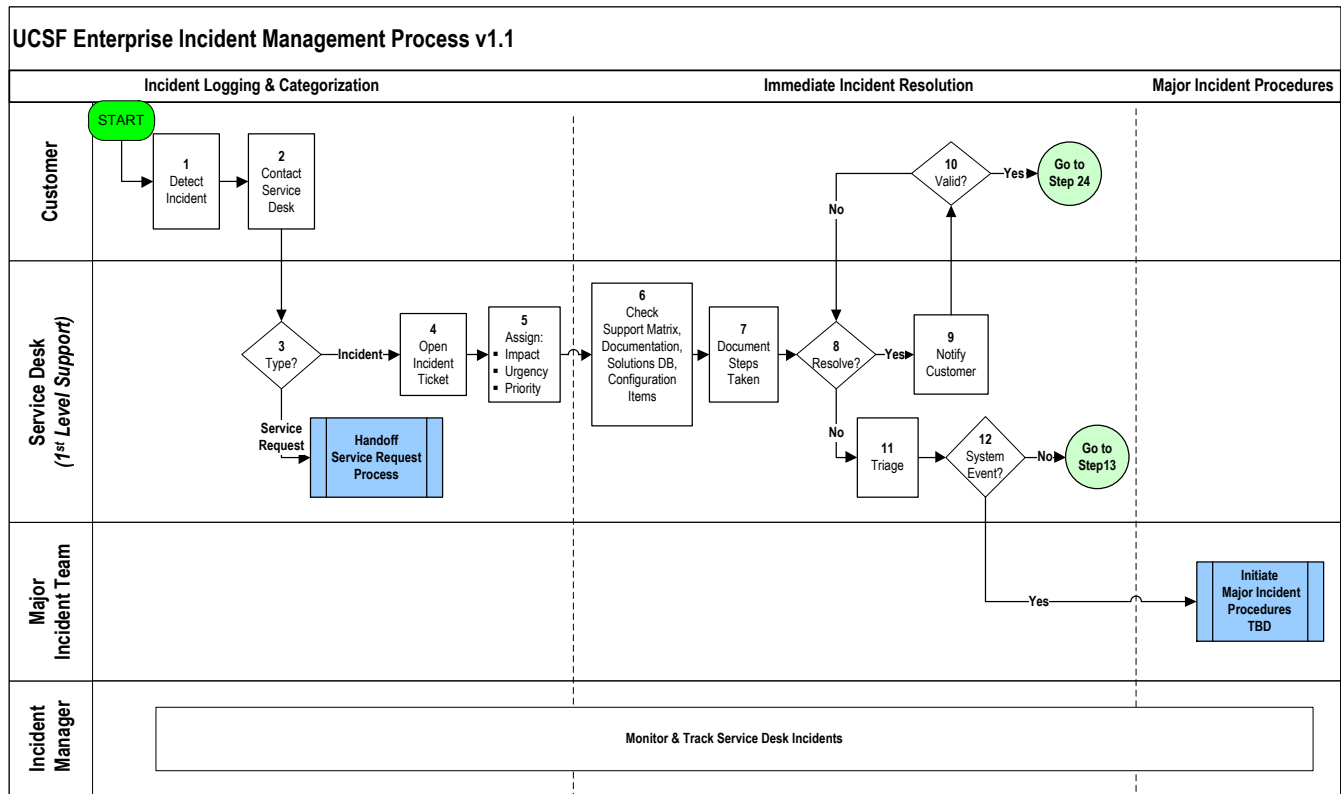 UCSF Enterprise Incident Management Process v1.1
Incident Logging & Categorization
Immediate Incident Resolution
Major Incident Procedures
Customer
START
1
Detect
Incident
2
Contact
Service
Desk
10
Valid?
Yes
Go to
Step 24
No
Service Desk
(1st Level Support)
3
Type?
Incident
4
Open
Incident
Ticket
5
Assign:
▪ Impact
▪ Urgency
▪ Priority
6
Check
Support Matrix,
Documentation,
Solutions DB,
Configuration
Items
7
Document
Steps
Taken
8
Resolve?
Yes
9
Notify
Customer
Service
Request
Handoff
Service Request
Process
No
11
Triage
12
System
Event?
No
Go to
Step13
Major
Incident Team
Yes
Initiate
Major Incident
Procedures
TBD
Incident
Manager
Monitor & Track Service Desk Incidents